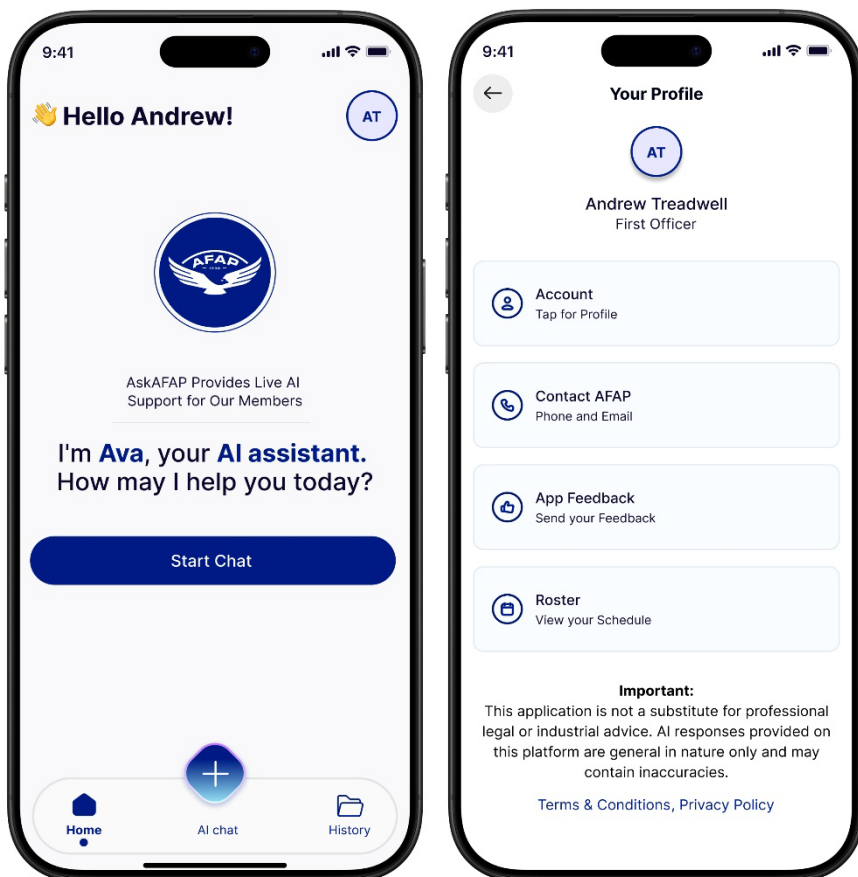 9:41
👋 Hello Andrew!
AT
AFAP
AskAFAP Provides Live AI
Support for Our Members
I'm Ava, your AI assistant.
How may I help you today?
Start Chat
Home
AI chat
History
9:41
Your Profile
AT
Andrew Treadwell
First Officer
Account
Tap for Profile
Contact AFAP
Phone and Email
App Feedback
Send your Feedback
Roster
View your Schedule
Important:
This application is not a substitute for professional
legal or industrial advice. AI responses provided on
this platform are general in nature only and may
contain inaccuracies.
Terms & Conditions, Privacy Policy